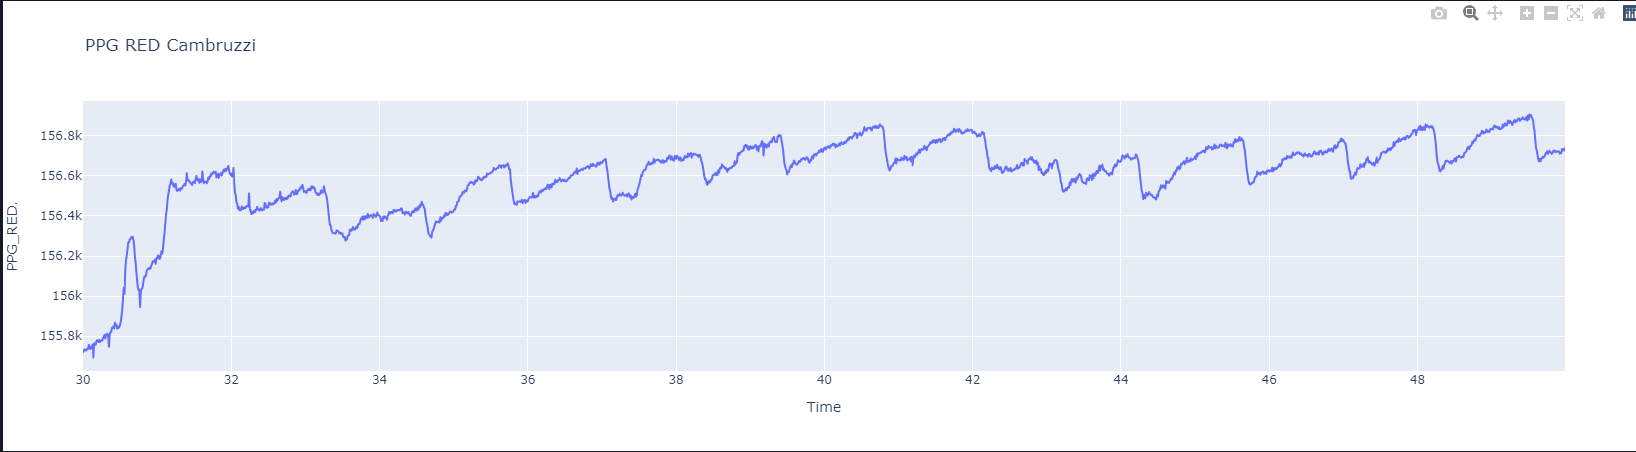 PPG RED Cambruzzi
PPG_RED.
156.8k
156.6k
156.4k
156.2k
156k
155.8k
30 32 34 36 38 40 42 44 46 48
Time